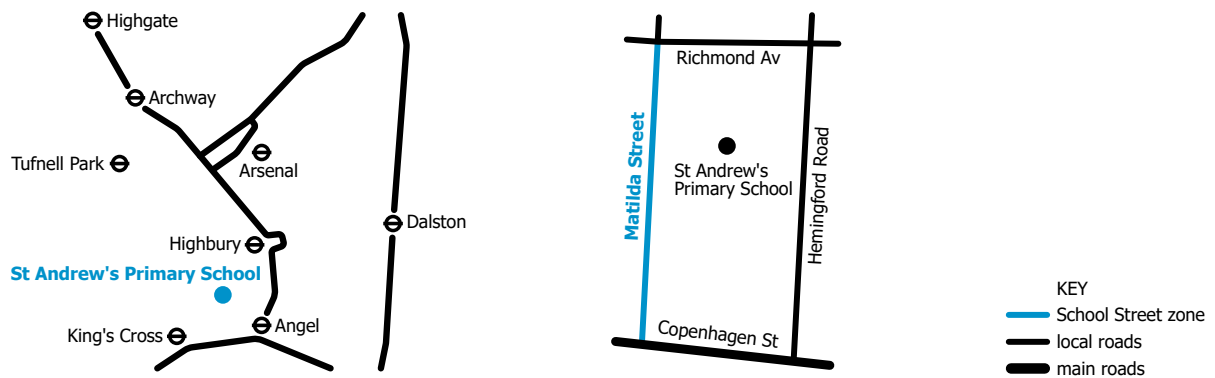 Highgate
Archway
Tufnell Park
Arsenal
Highbury
Dalston
St Andrew's Primary School
King's Cross
Angel
Richmond Av
Matilda Street
St Andrew's
Primary School
Hemingford Road
Copenhagen St
KEY
School Street zone
local roads
main roads